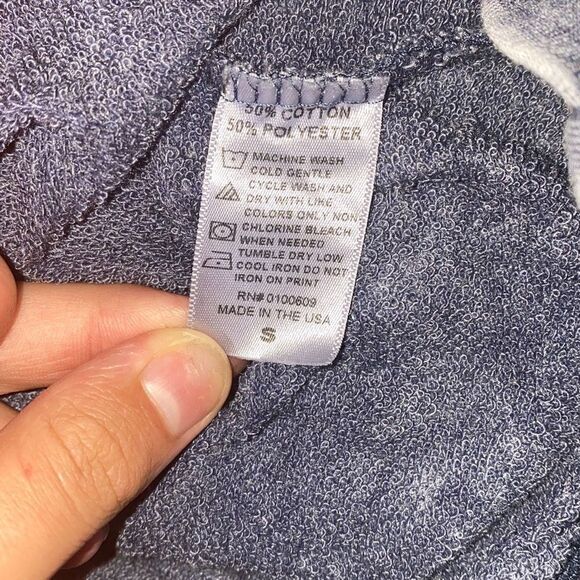 50% COTTON
50% POLYESTER
MACHINE WASH
COLD GENTLE
CYCLE WASH AND
DRY WITH LIKE
COLORS ONLY NON
CHLORINE BLEACH
WHEN NEEDED
TUMBLE DRY LOW
COOL IRON DO NOT
IRON ON PRINT
RN# 0100609
MADE IN THE USA
S